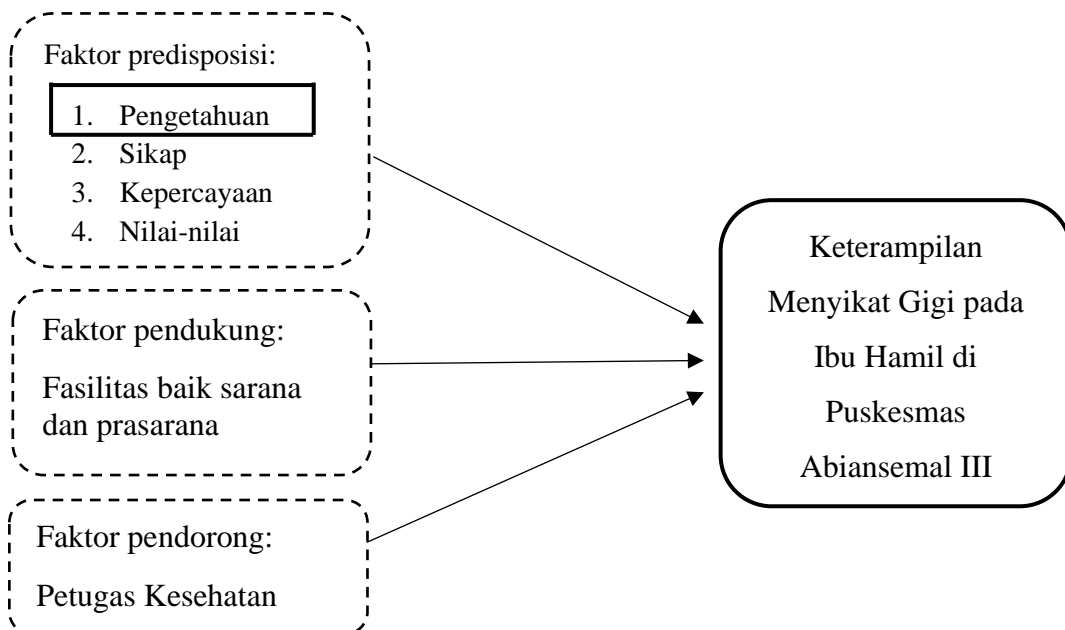 Faktor predisposisi:
1. Pengetahuan
2. Sikap
3. Kepercayaan
4. Nilai-nilai
Faktor pendukung:
Fasilitas baik sarana
dan prasarana
Faktor pendorong:
Petugas Kesehatan
Keterampilan
Menyikat Gigi pada
Ibu Hamil di
Puskesmas
Abiansemal III